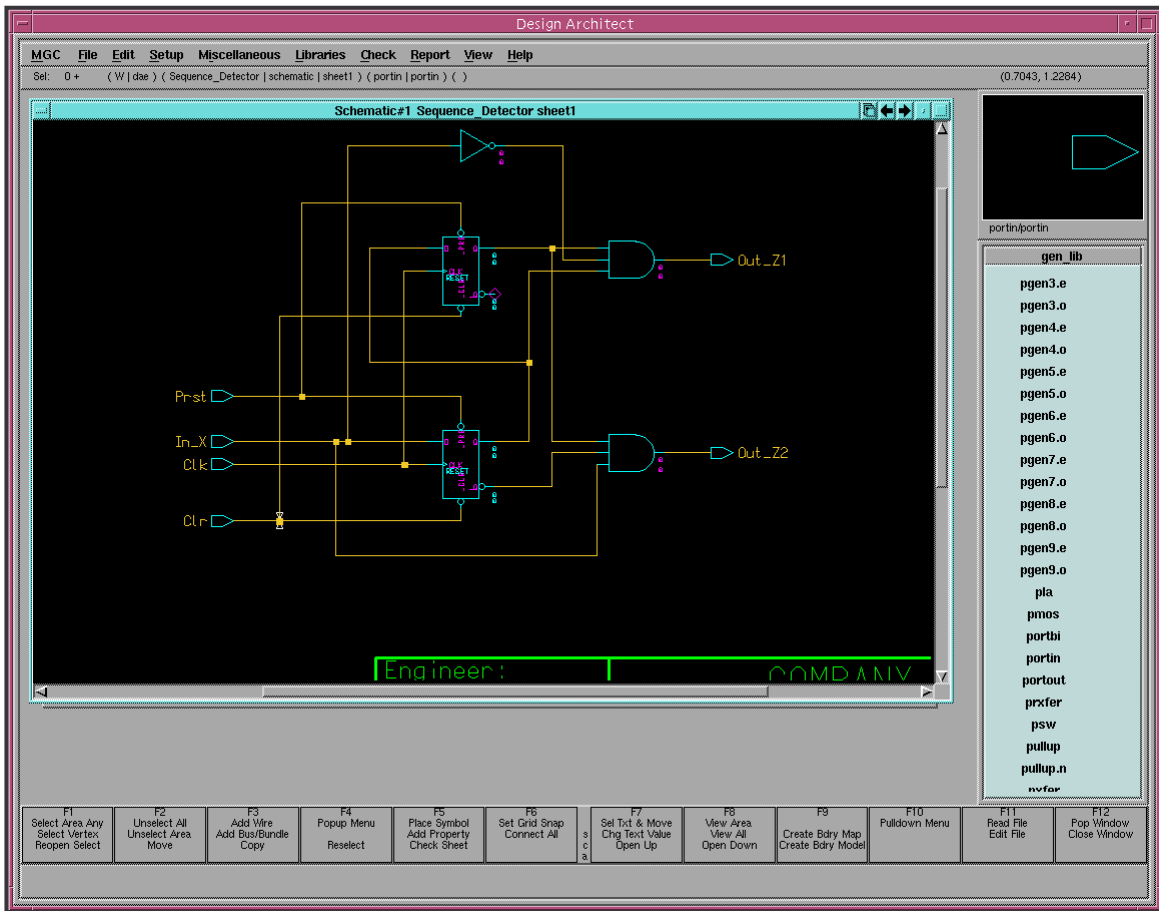 Design Architect
MGC File Edit Setup Miscellaneous Libraries Check Report View Help
Sel: 0 + ( W | dae ) ( Sequence_Detector | schematic | sheet1 ) ( portin | portin ) ( ) (0.7043, 1.2284)
Schematic#1 Sequence_Detector sheet1
Out_Z1
Prst
In_X
Clk
Clr
Out_Z2
CLK
RESET
CLK
RESET
Engineer:
portin/portin
gen_lib
pgen3.e
pgen3.o
pgen4.e
pgen4.o
pgen5.e
pgen5.o
pgen6.e
pgen6.o
pgen7.e
pgen7.o
pgen8.e
pgen8.o
pgen9.e
pgen9.o
pla
pmos
portbi
portin
portout
prxfer
psw
pullup
pullup.n
F1
Select Area Any
Select Vertex
Reopen Select
F2
Unselect All
Unselect Area
Move
F3
Add Wire
Add Bus/Bundle
Copy
F4
Popup Menu
Reselect
F5
Place Symbol
Add Property
Check Sheet
F6
Set Grid Snap
Connect All
s
c
a
F7
Sel Txt & Move
Chg Text Value
Open Up
F8
View Area
View All
Open Down
F9
Create Bdry Map
Create Bdry Model
F10
Pulldown Menu
F11
Read File
Edit File
F12
Pop Window
Close Window